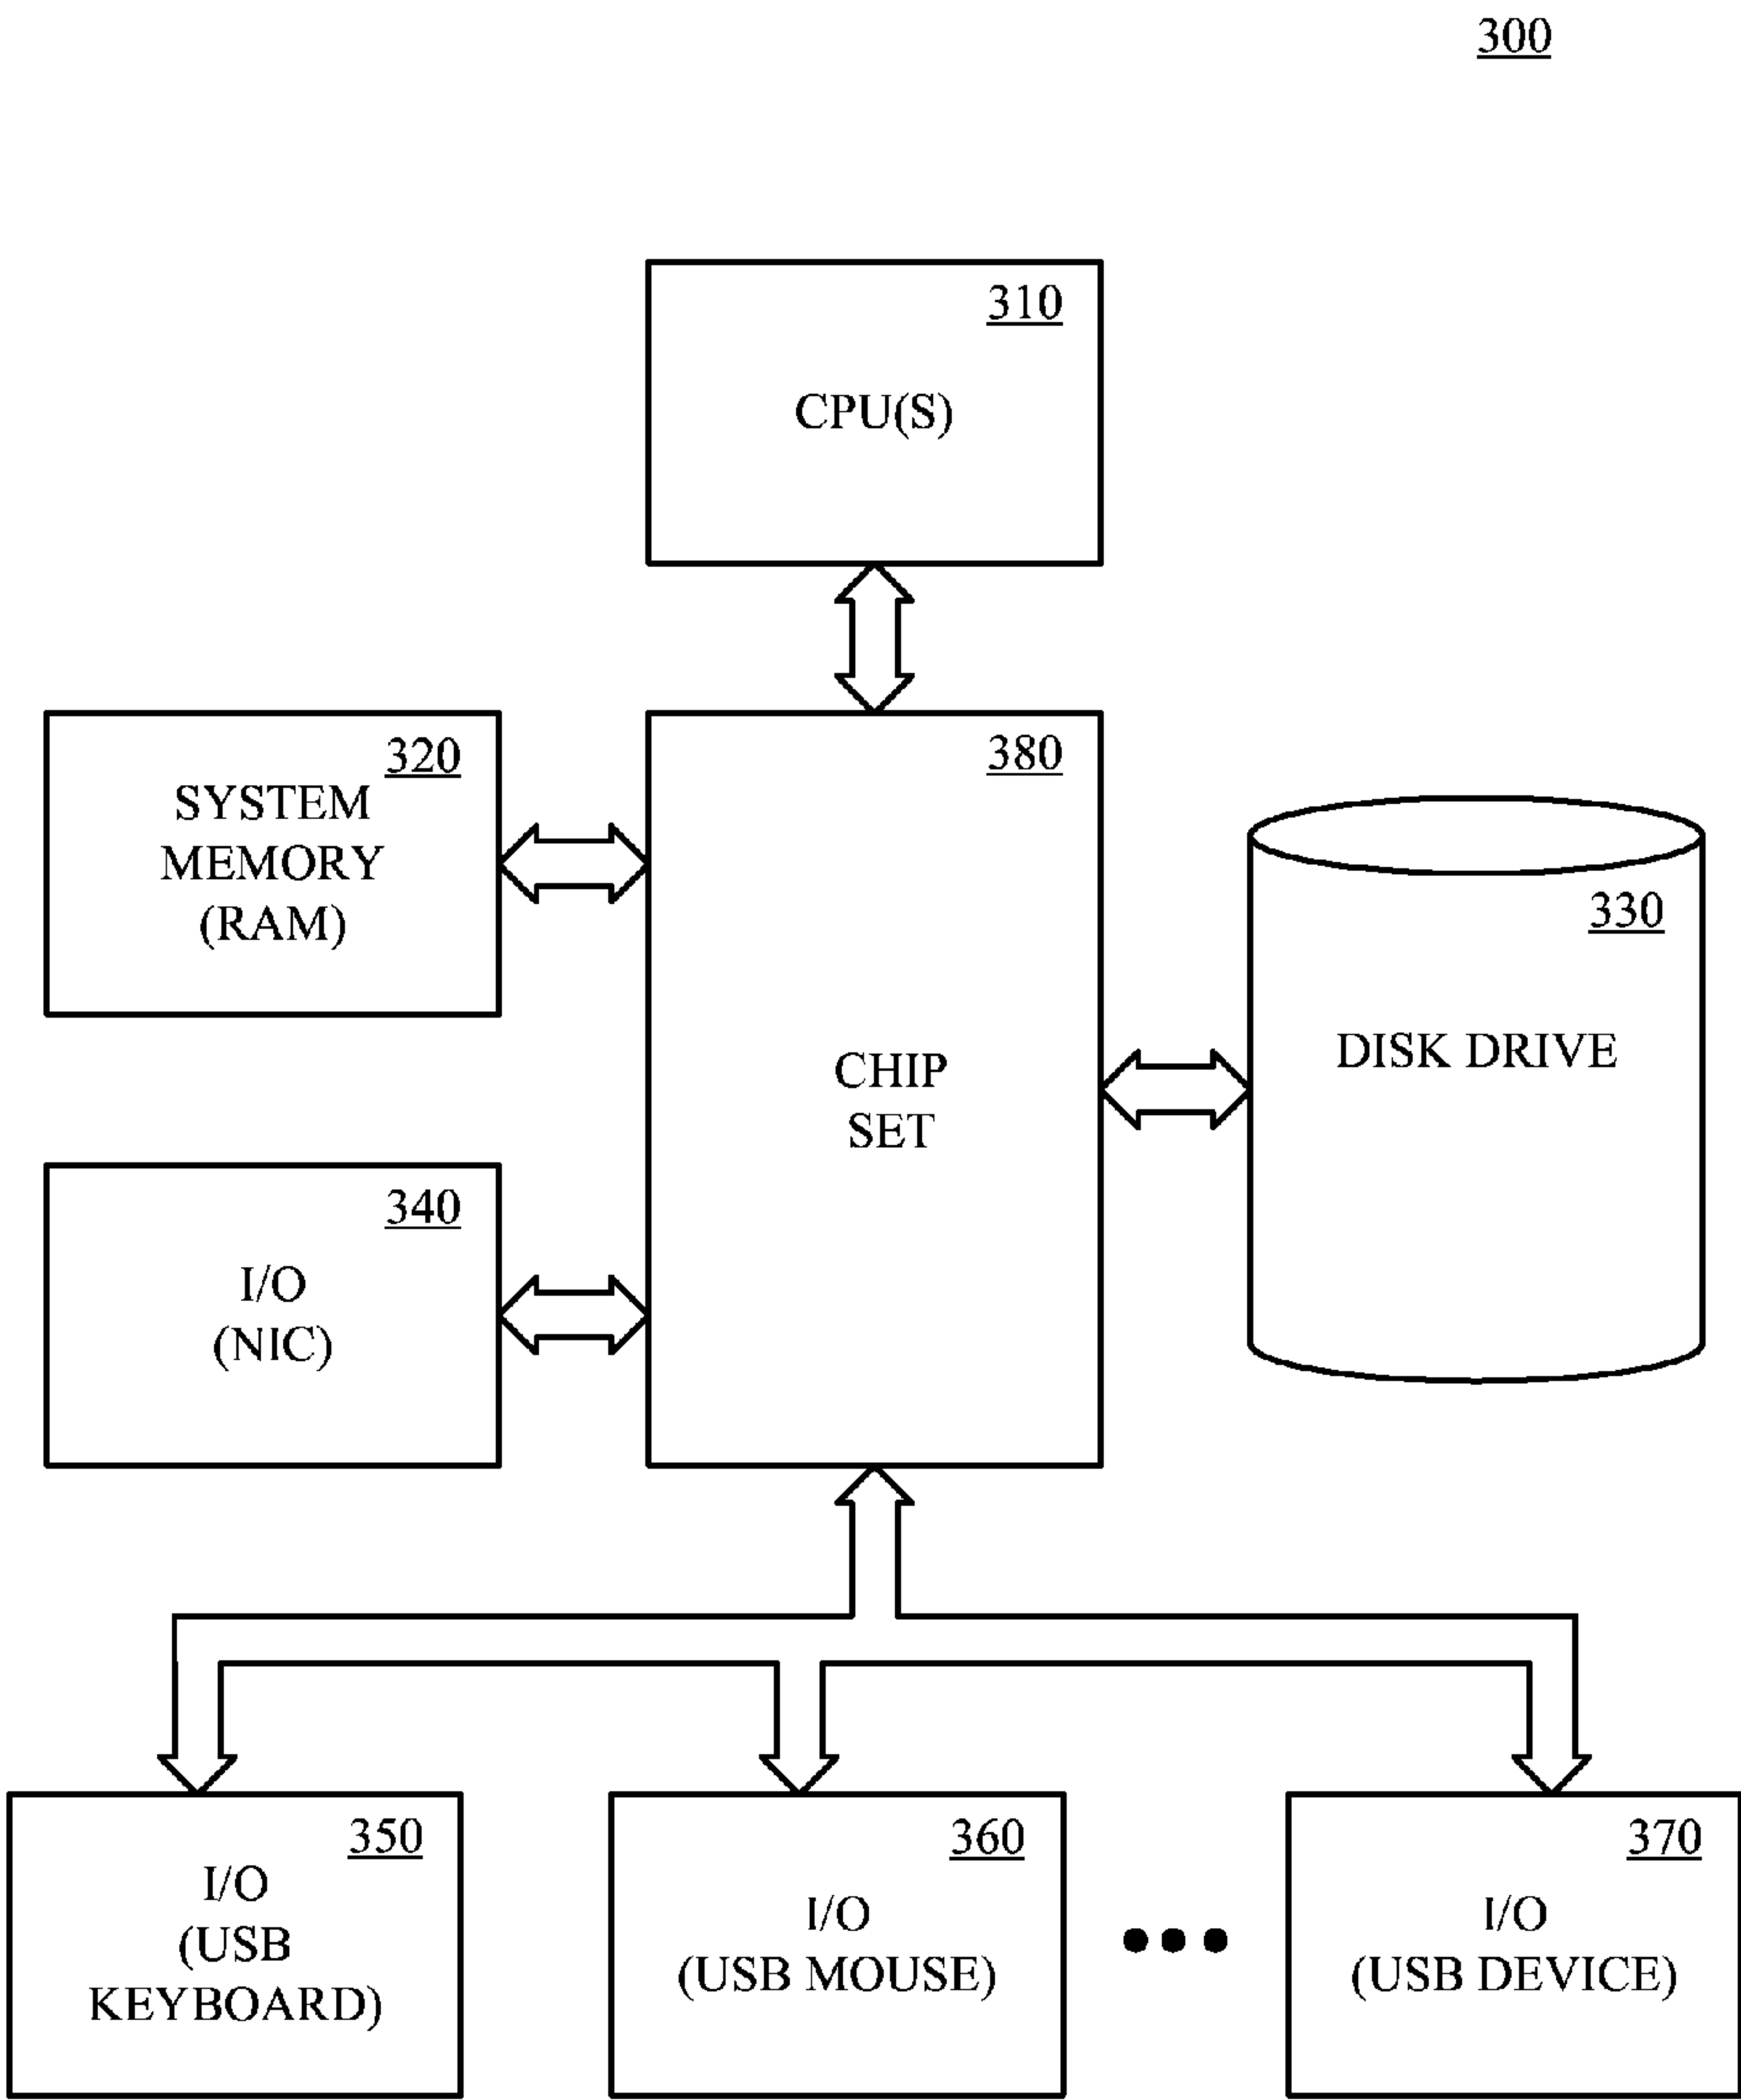 300
310
CPU(S)
320
SYSTEM
MEMORY
(RAM)
380
CHIP
SET
330
DISK DRIVE
340
I/O
(NIC)
350
I/O
(USB
KEYBOARD)
360
I/O
(USB MOUSE)
370
I/O
(USB DEVICE)